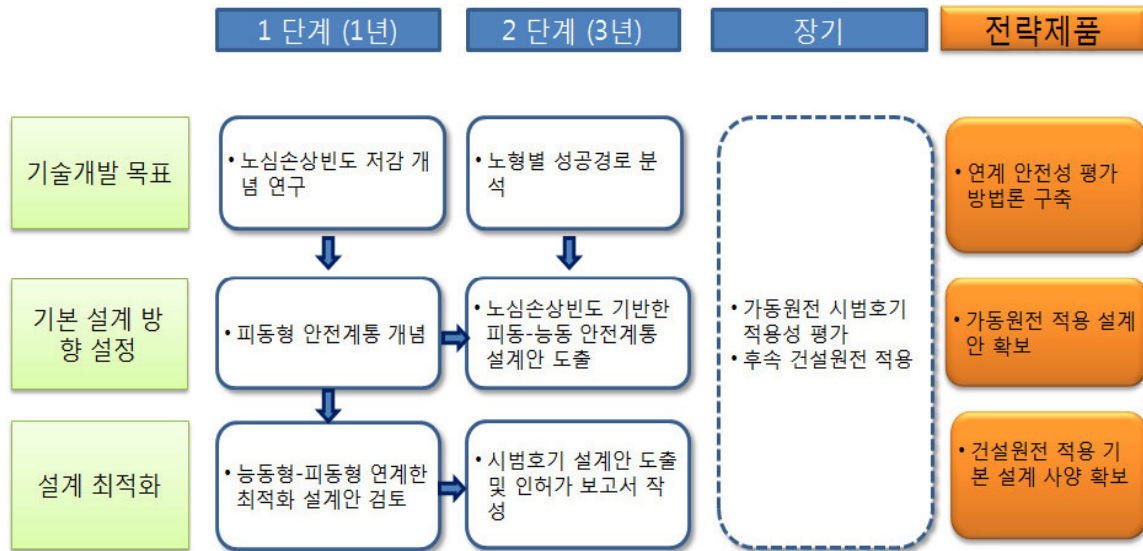 1 단계 (1년)
2 단계 (3년)
장기
전략제품
기술개발 목표
• 노심손상빈도 저감 개
념 연구
• 노형별 성공경로 분
석
• 연계 안전성 평가
방법론 구축
기본 설계 방
향 설정
• 피동형 안전계통 개념
• 노심손상빈도 기반한
피동-능동 안전계통
설계안 도출
• 가동원전 시범호기
적용성 평가
• 후속 건설원전 적용
• 가동원전 적용 설계
안 확보
설계 최적화
• 능동형-피동형 연계한
최적화 설계안 검토
• 시범호기 설계안 도출
및 인허가 보고서 작
성
• 건설원전 적용 기
본 설계 사양 확보